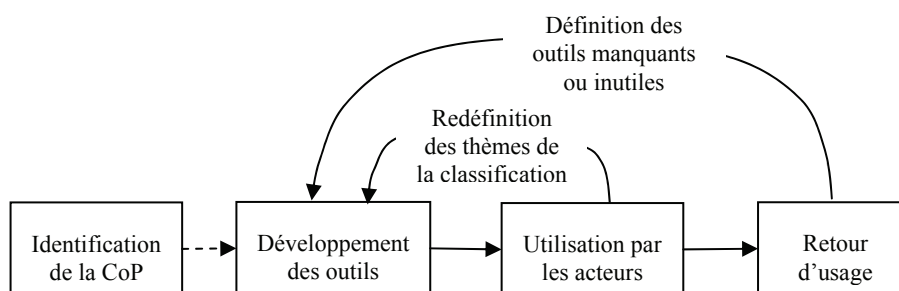 Définition des
outils manquants
ou inutiles
Redéfinition
des thèmes de
la classification
Identification
de la CoP
Développement
des outils
Utilisation par
les acteurs
Retour
d’usage